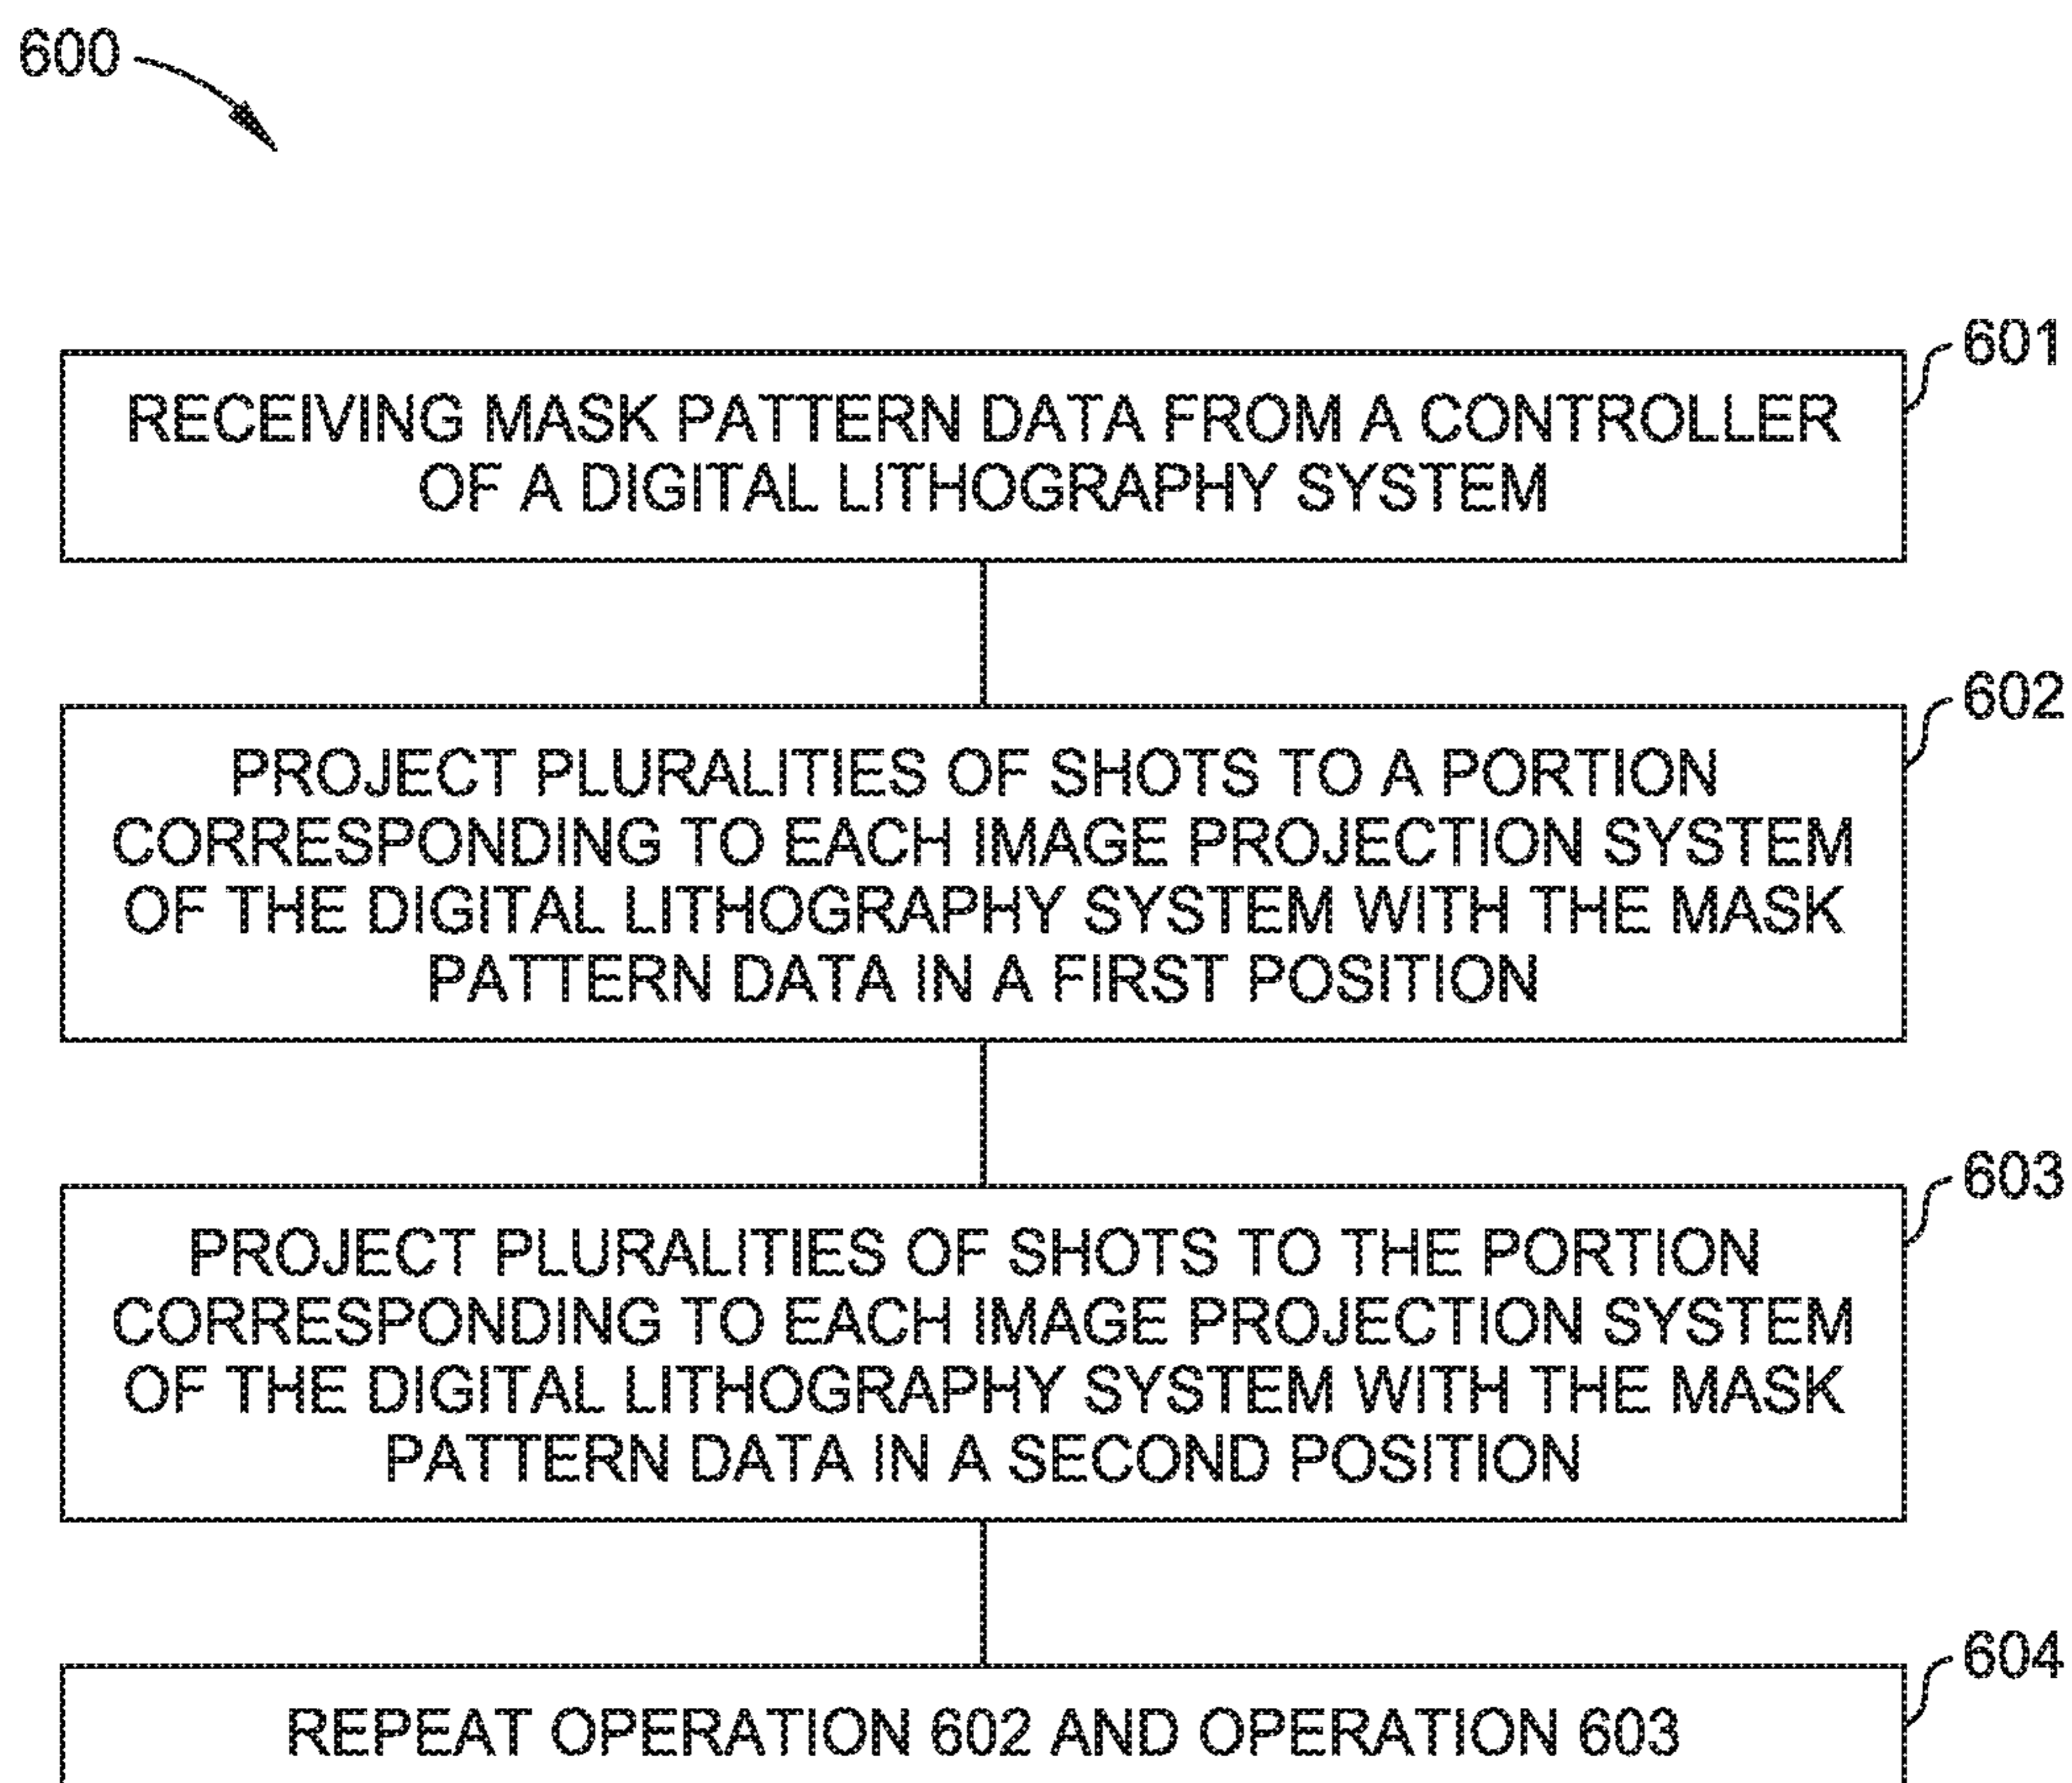 600
601
RECEIVING MASK PATTERN DATA FROM A CONTROLLER
OF A DIGITAL LITHOGRAPHY SYSTEM
602
PROJECT PLURALITIES OF SHOTS TO A PORTION
CORRESPONDING TO EACH IMAGE PROJECTION SYSTEM
OF THE DIGITAL LITHOGRAPHY SYSTEM WITH THE MASK
PATTERN DATA IN A FIRST POSITION
603
PROJECT PLURALITIES OF SHOTS TO THE PORTION
CORRESPONDING TO EACH IMAGE PROJECTION SYSTEM
OF THE DIGITAL LITHOGRAPHY SYSTEM WITH THE MASK
PATTERN DATA IN A SECOND POSITION
604
REPEAT OPERATION 602 AND OPERATION 603